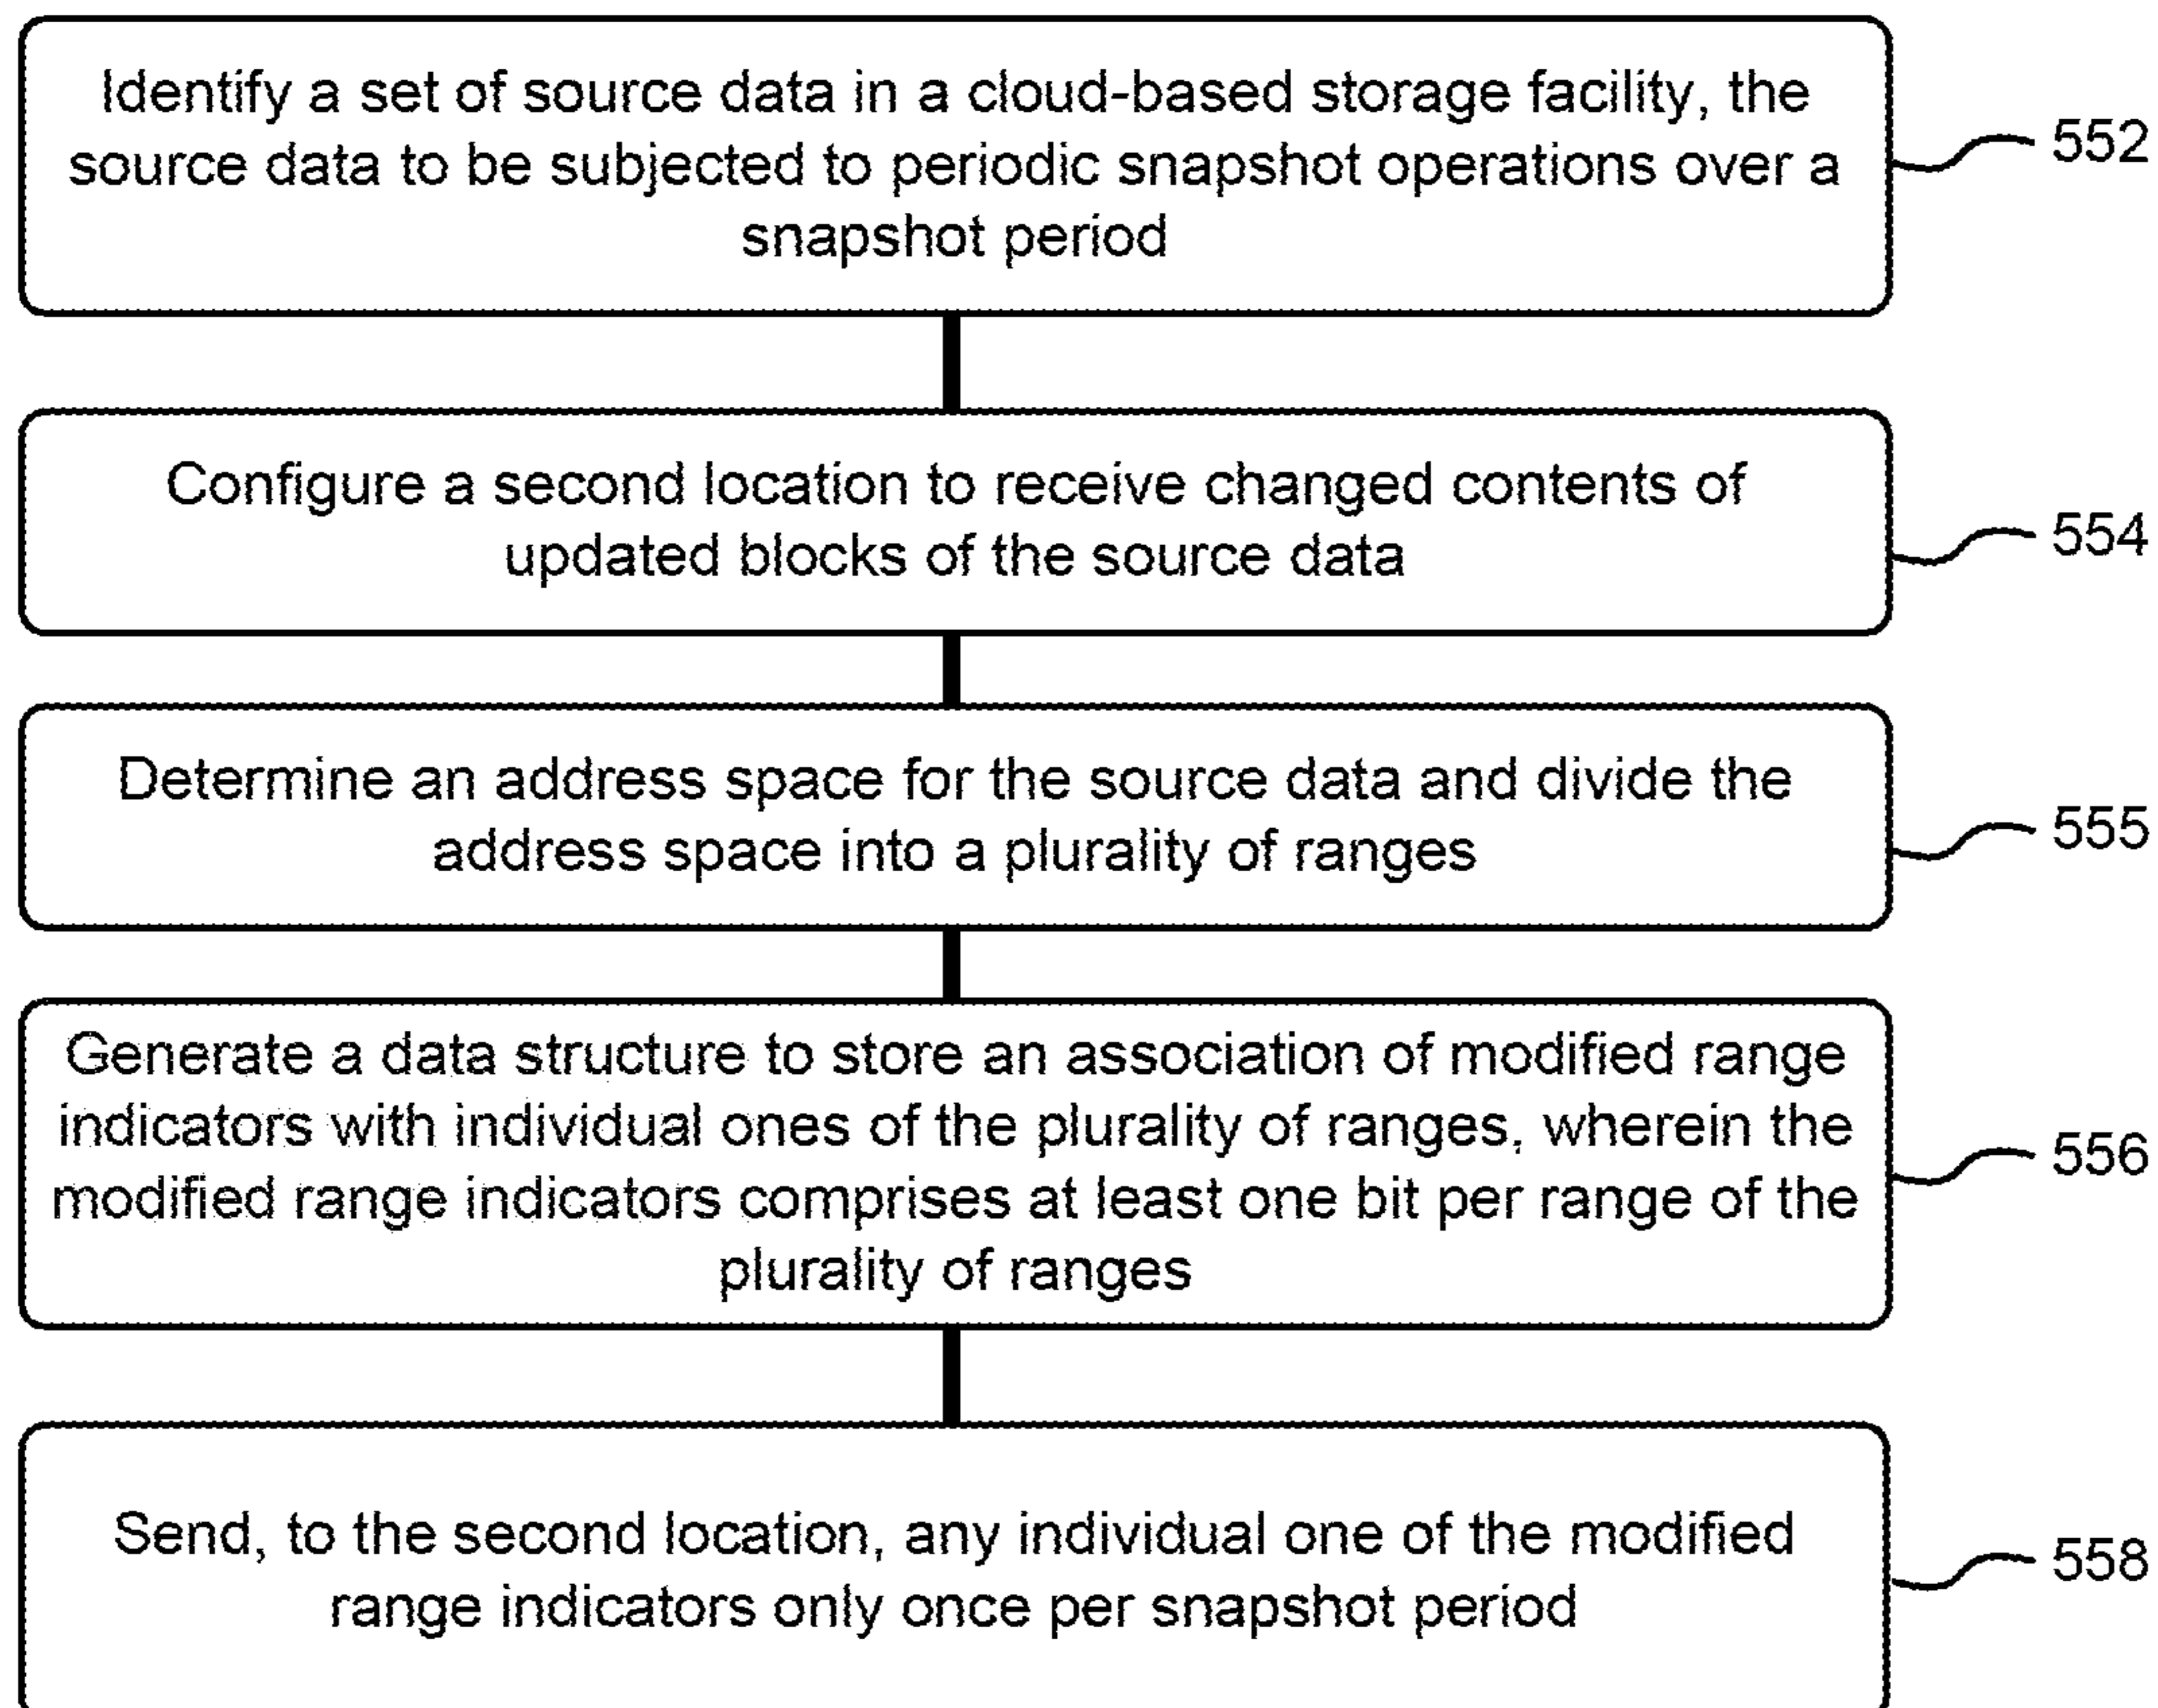 Identify a set of source data in a cloud-based storage facility, the
source data to be subjected to periodic snapshot operations over a
snapshot period
552
Configure a second location to receive changed contents of
updated blocks of the source data
554
Determine an address space for the source data and divide the
address space into a plurality of ranges
555
Generate a data structure to store an association of modified range
indicators with individual ones of the plurality of ranges, wherein the
modified range indicators comprises at least one bit per range of the
plurality of ranges
556
Send, to the second location, any individual one of the modified
range indicators only once per snapshot period
558